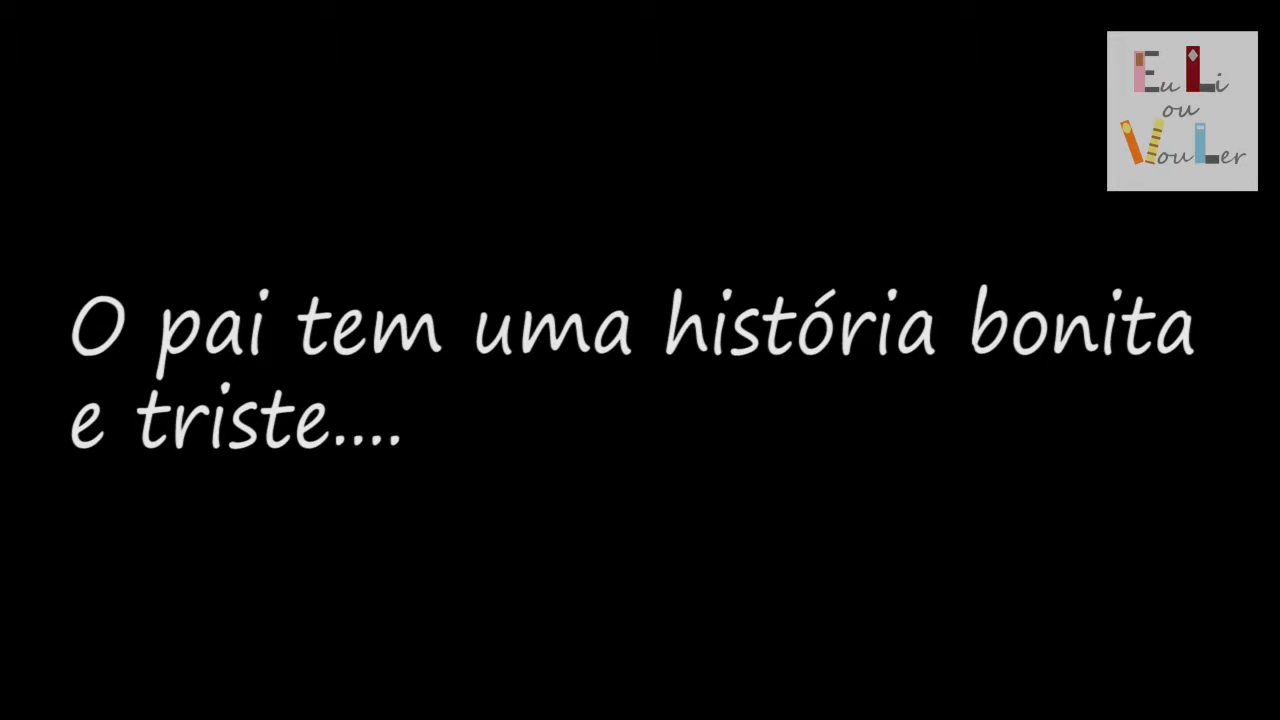 Eu Li
ou
Vou Ler
O pai tem uma história bonita
e triste....